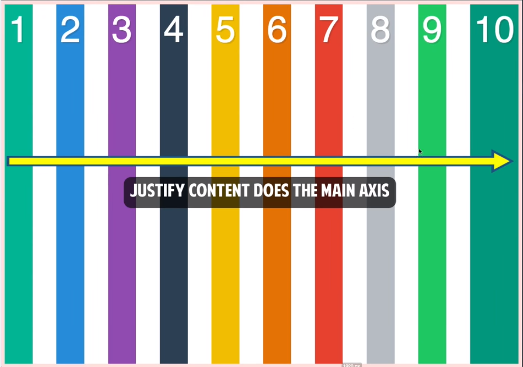 1 2 3 4 5 6 7 8 9 10
JUSTIFY CONTENT DOES THE MAIN AXIS